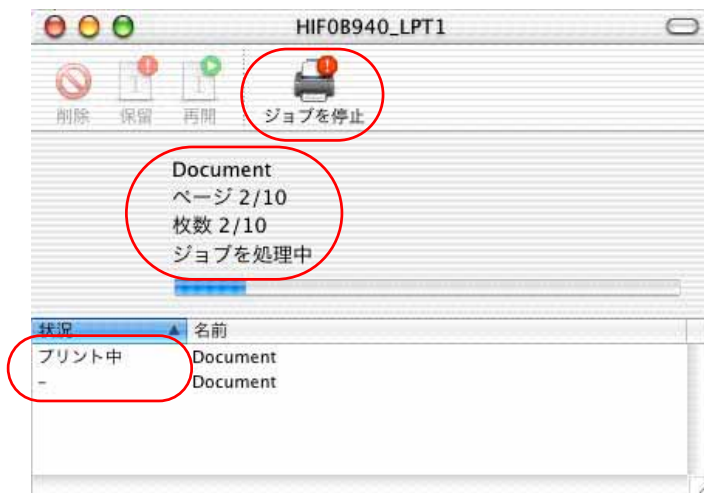 HIF0B940_LPT1
削除 保留 再開 ジョブを停止
Document
ページ 2/10
枚数 2/10
ジョブを処理中
状況 名前
プリント中 Document
– Document